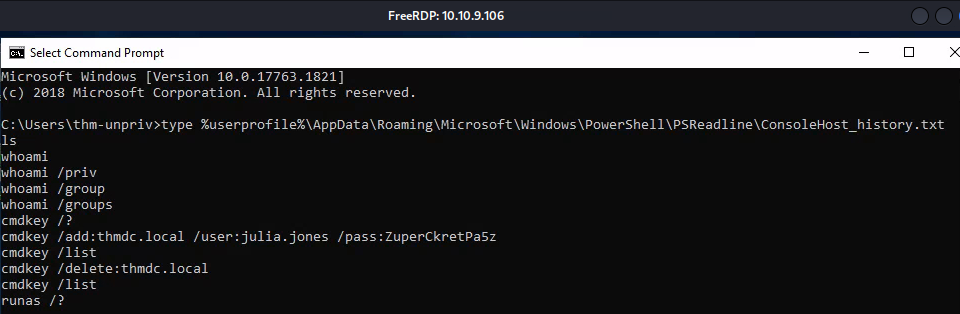 FreeRDP: 10.10.9.106
Select Command Prompt
Microsoft Windows [Version 10.0.17763.1821]
(c) 2018 Microsoft Corporation. All rights reserved.
C:\Users\thm-unpriv>type %userprofile%\AppData\Roaming\Microsoft\Windows\PowerShell\PSReadline\ConsoleHost_history.txt
ls
whoami
whoami /priv
whoami /group
whoami /groups
cmdkey /?
cmdkey /add:thmdc.local /user:julia.jones /pass:ZuperCkretPa5z
cmdkey /list
cmdkey /delete:thmdc.local
cmdkey /list
runas /?